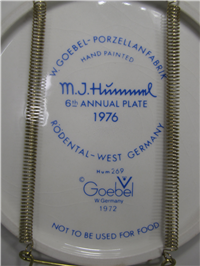 W. GOEBEL-PORZELLANFABRIK
HAND PAINTED
M.J. Hummel
6th ANNUAL PLATE
1976
RODENTAL-WEST GERMANY
Hum 269
©
Goebel
W. Germany
1972
NOT TO BE USED FOR FOOD